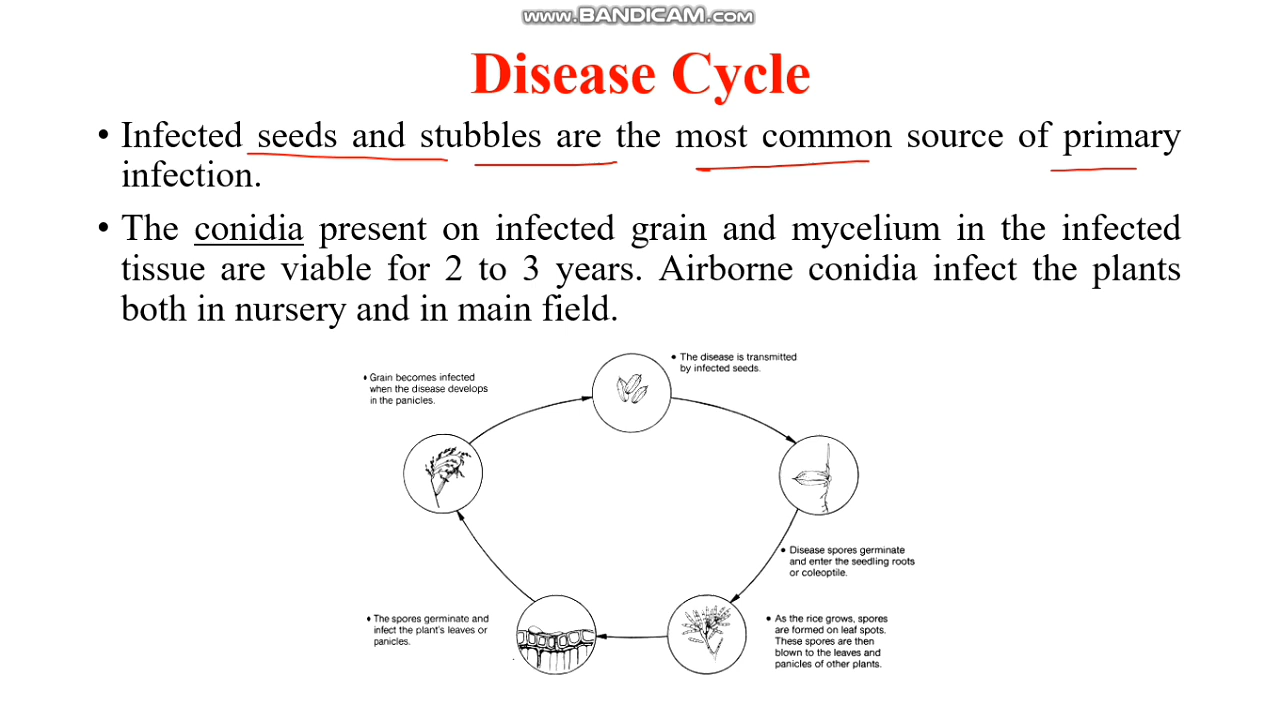 www.BANDICAM.com
Disease Cycle
• Infected seeds and stubbles are the most common source of primary
infection.
• The conidia present on infected grain and mycelium in the infected
tissue are viable for 2 to 3 years. Airborne conidia infect the plants
both in nursery and in main field.
• The disease is transmitted
by infected seeds.
• Disease spores germinate
and enter the seedling roots
or coleoptile.
• As the rice grows, spores
are formed on leaf spots.
These spores are then
blown to the leaves and
panicles of other plants.
• The spores germinate and
infect the plant's leaves or
panicles.
• Grain becomes infected
when the disease develops
in the panicles.